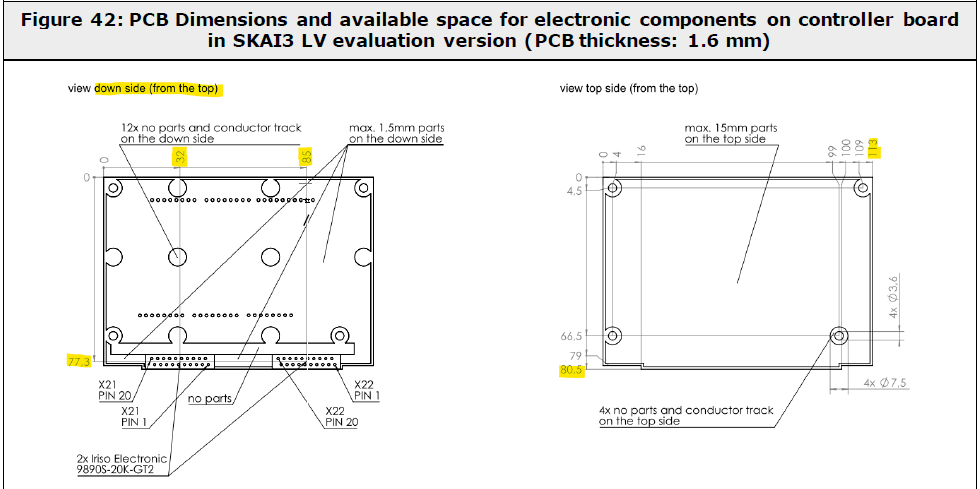 Figure 42: PCB Dimensions and available space for electronic components on controller board
in SKAI3 LV evaluation version (PCB thickness: 1.6 mm)
view down side (from the top)
view top side (from the top)
12x no parts and conductor track
on the down side
max. 1,5mm parts
on the down side
max. 15mm parts
on the top side
0
32
85
0
77,3
0
4
16
99
100
109
113
0
4,5
66,5
79
80,5
4x Ø3,6
4x Ø7,5
X21
PIN 20
X21
PIN 1
no parts
X22
PIN 1
X22
PIN 20
2x Iriso Electronic
9890S-20K-GT2
4x no parts and conductor track
on the top side